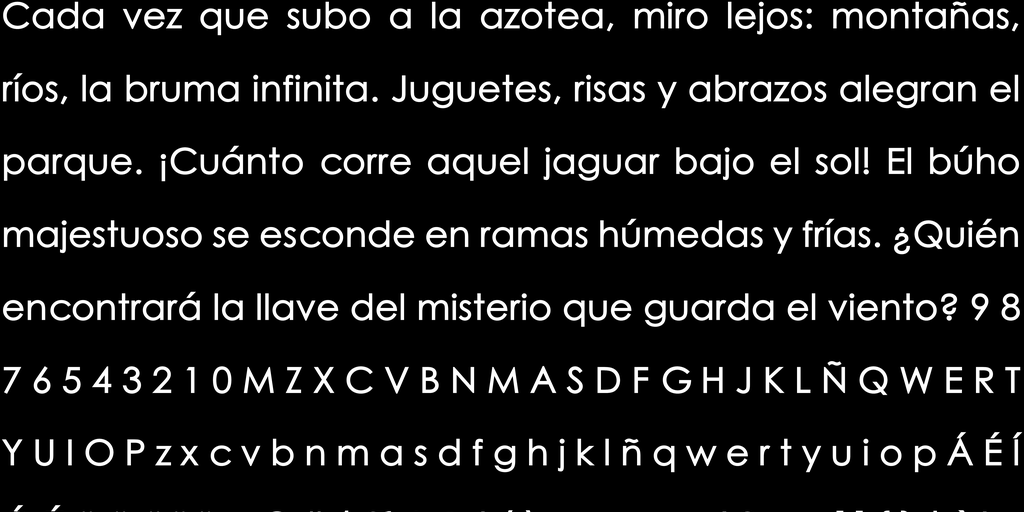 Cada vez que subo a la azotea, miro lejos: montañas,
ríos, la bruma infinita. Juguetes, risas y abrazos alegran el
parque. ¡Cuánto corre aquel jaguar bajo el sol! El búho
majestuoso se esconde en ramas húmedas y frías. ¿Quién
encontrará la llave del misterio que guarda el viento? 9 8
7 6 5 4 3 2 1 0 M Z X C V B N M A S D F G H J K L Ñ Q W E R T
Y U I O P z x c v b n m a s d f g h j k l ñ q w e r t y u i o p Á É Í